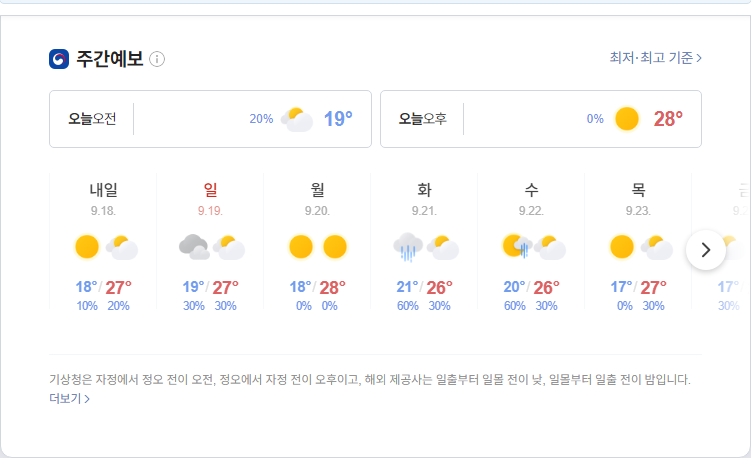 주간예보
최저·최고 기준
오늘오전 20% 19°
오늘오후 0% 28°
내일 일 월 화 수 목 금
9.18. 9.19. 9.20. 9.21. 9.22. 9.23.
18°/27° 19°/27° 18°/28° 21°/26° 20°/26° 17°/27° 17°
10% 20% 30% 30% 0% 0% 60% 30% 60% 30% 0% 30% 30%
기상청은 자정에서 정오 전이 오전, 정오에서 자정 전이 오후이고, 해외 제공사는 일출부터 일몰 전이 낮, 일몰부터 일출 전이 밤입니다.
더보기